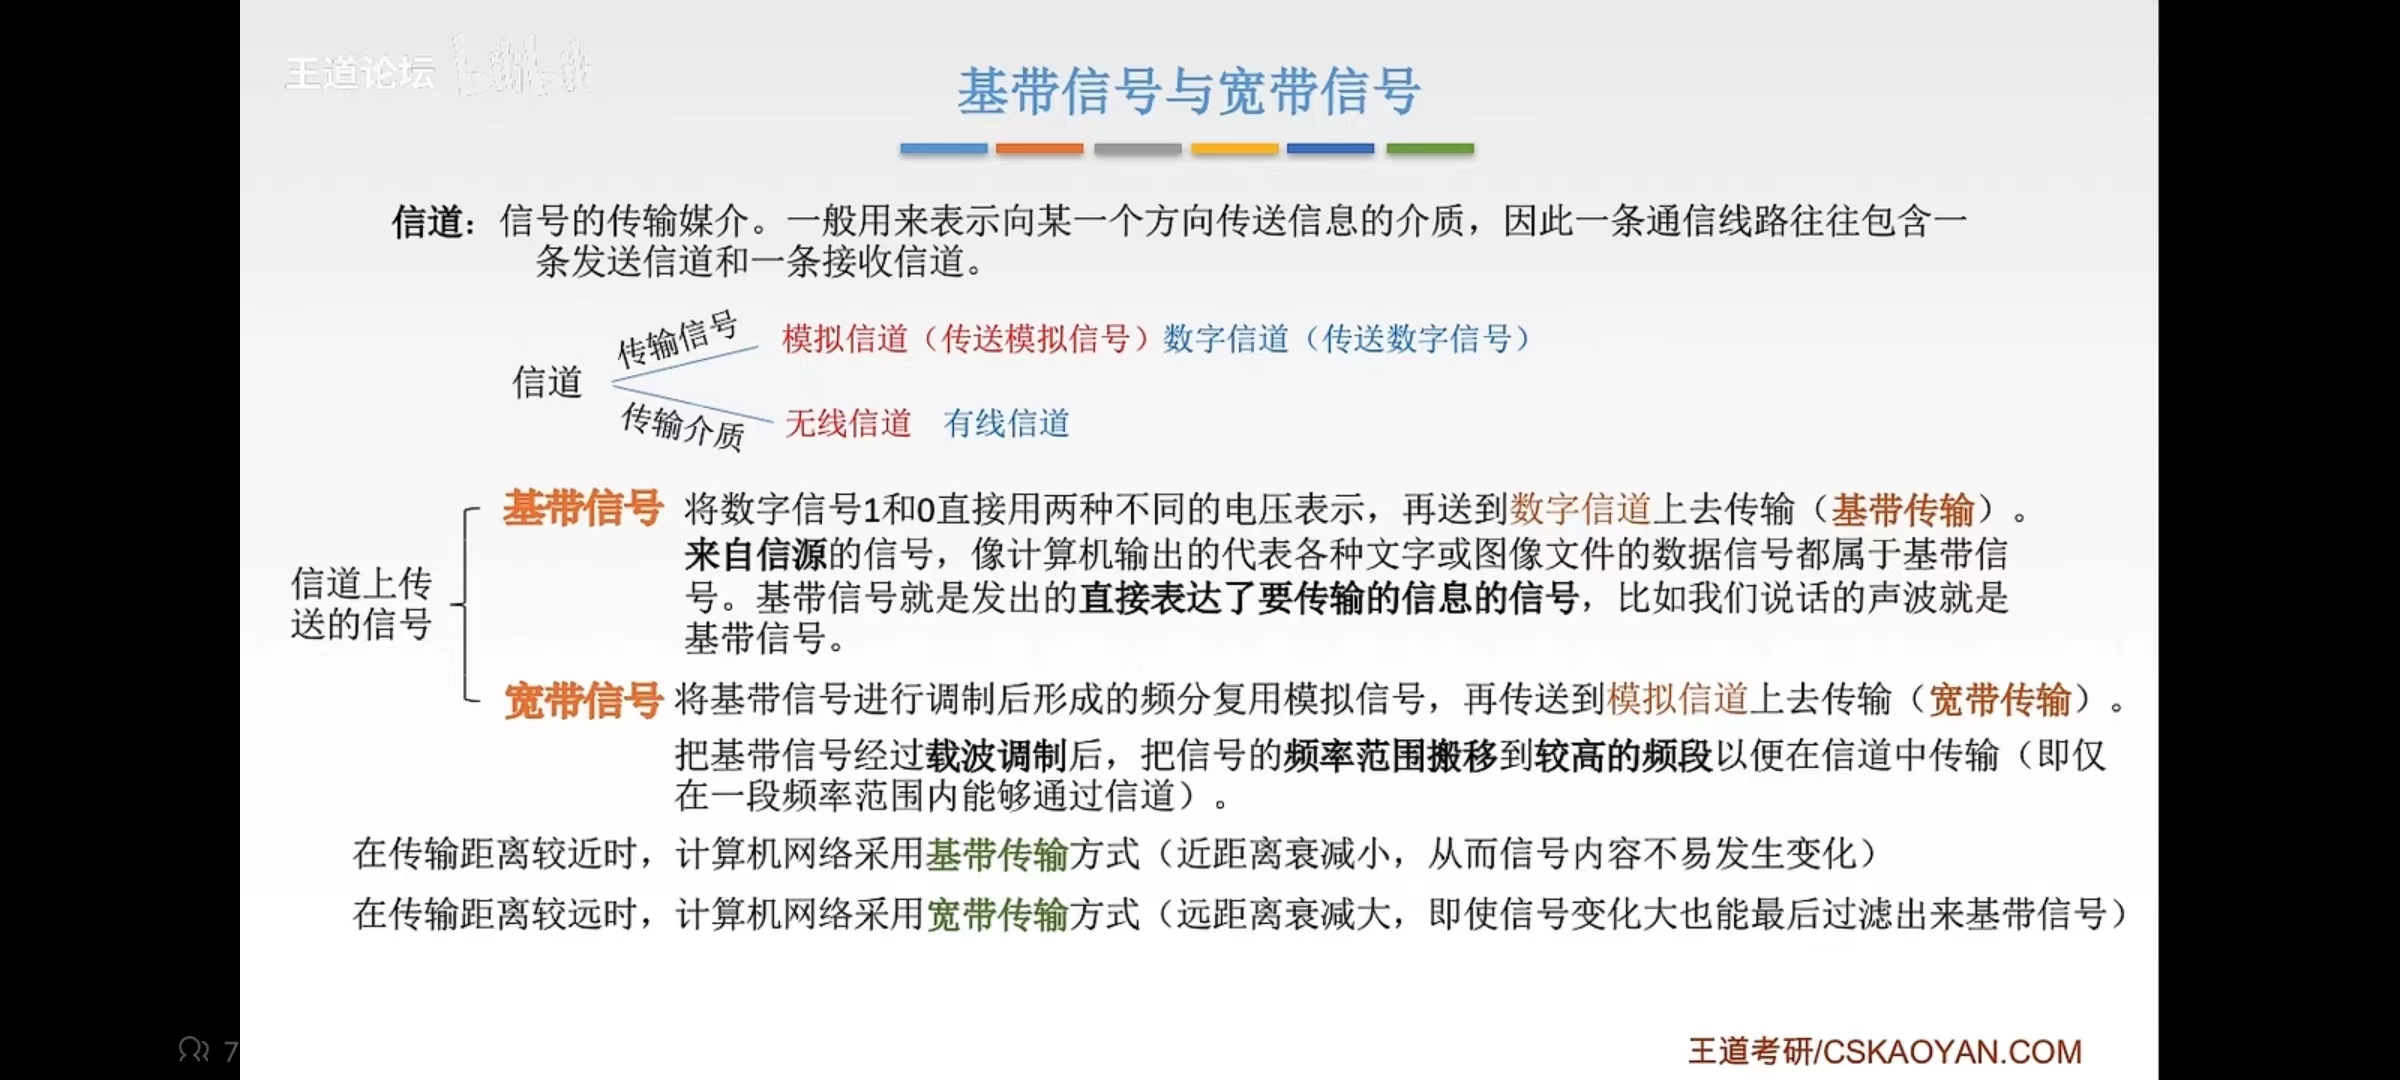 王道论坛 bilibili
基带信号与宽带信号
信道：信号的传输媒介。一般用来表示向某一个方向传送信息的介质，因此一条通信线路往往包含一
条发送信道和一条接收信道。
传输信号
模拟信道（传送模拟信号）数字信道（传送数字信号）
信道
传输介质
无线信道 有线信道
基带信号 将数字信号1和0直接用两种不同的电压表示，再送到数字信道上去传输（基带传输）。
来自信源的信号，像计算机输出的代表各种文字或图像文件的数据信号都属于基带信
号。基带信号就是发出的直接表达了要传输的信息的信号，比如我们说话的声波就是
基带信号。
信道上传
送的信号
宽带信号 将基带信号进行调制后形成的频分复用模拟信号，再传送到模拟信道上去传输（宽带传输）。
把基带信号经过载波调制后，把信号的频率范围搬移到较高的频段以便在信道中传输（即仅
在一段频率范围内能够通过信道）。
在传输距离较近时，计算机网络采用基带传输方式（近距离衰减小，从而信号内容不易发生变化）
在传输距离较远时，计算机网络采用宽带传输方式（远距离衰减大，即使信号变化大也能最后过滤出来基带信号）
7
王道考研/CSKAOYAN.COM